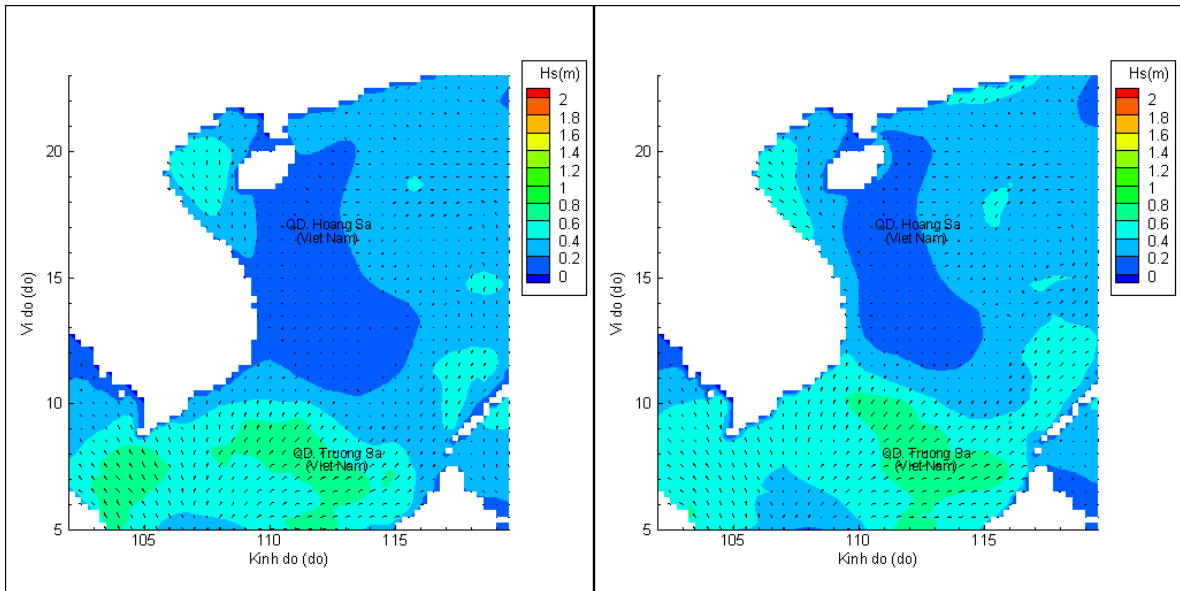 Hs(m)
2
1.8
1.6
1.4
1.2
1
0.8
0.6
0.4
0.2
0
20
15
10
5
Vi do (do)
QD. Hoang Sa
(Viet Nam)
QD. Truong Sa
(Viet Nam)
105
110
115
Kinh do (do)
Hs(m)
2
1.8
1.6
1.4
1.2
1
0.8
0.6
0.4
0.2
0
20
15
10
5
Vi do (do)
QD. Hoang Sa
(Viet Nam)
QD. Truong Sa
(Viet Nam)
105
110
115
Kinh do (do)